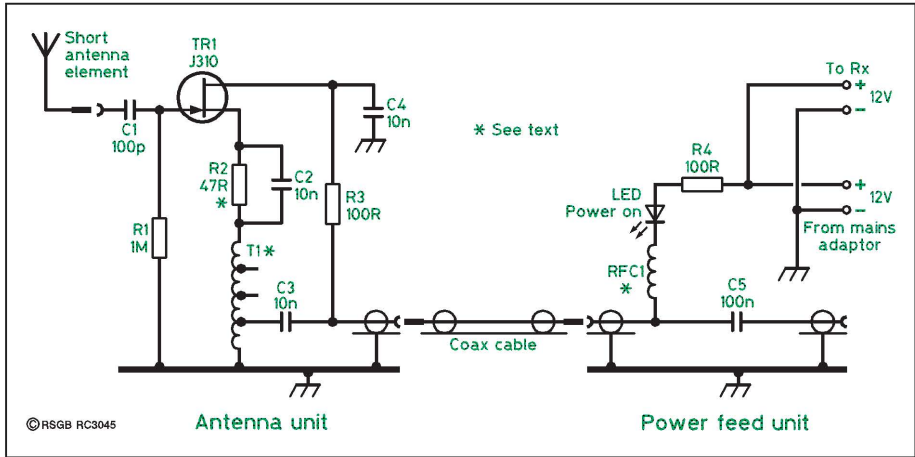 Short
antenna
element
TR1
J310
C1
100p
R1
1M
R2
47R
*
C2
10n
T1*
C3
10n
C4
10n
R3
100R
* See text
Coax cable
To Rx
+
12V
−
R4
100R
LED
Power on
+
12V
−
From mains
adaptor
RFC1
*
C5
100n
©RSGB RC3045
Antenna unit
Power feed unit